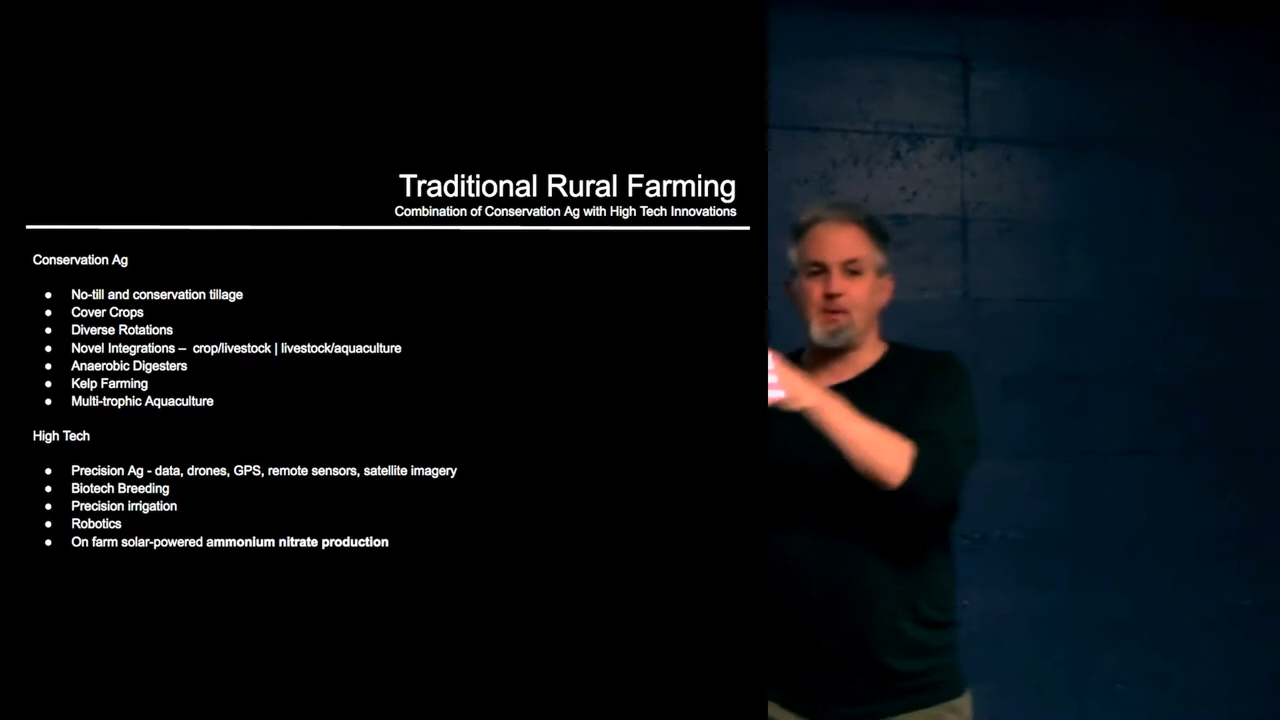 Traditional Rural Farming
Combination of Conservation Ag with High Tech Innovations
Conservation Ag
● No-till and conservation tillage
● Cover Crops
● Diverse Rotations
● Novel Integrations – crop/livestock | livestock/aquaculture
● Anaerobic Digesters
● Kelp Farming
● Multi-trophic Aquaculture
High Tech
● Precision Ag - data, drones, GPS, remote sensors, satellite imagery
● Biotech Breeding
● Precision irrigation
● Robotics
● On farm solar-powered ammonium nitrate production